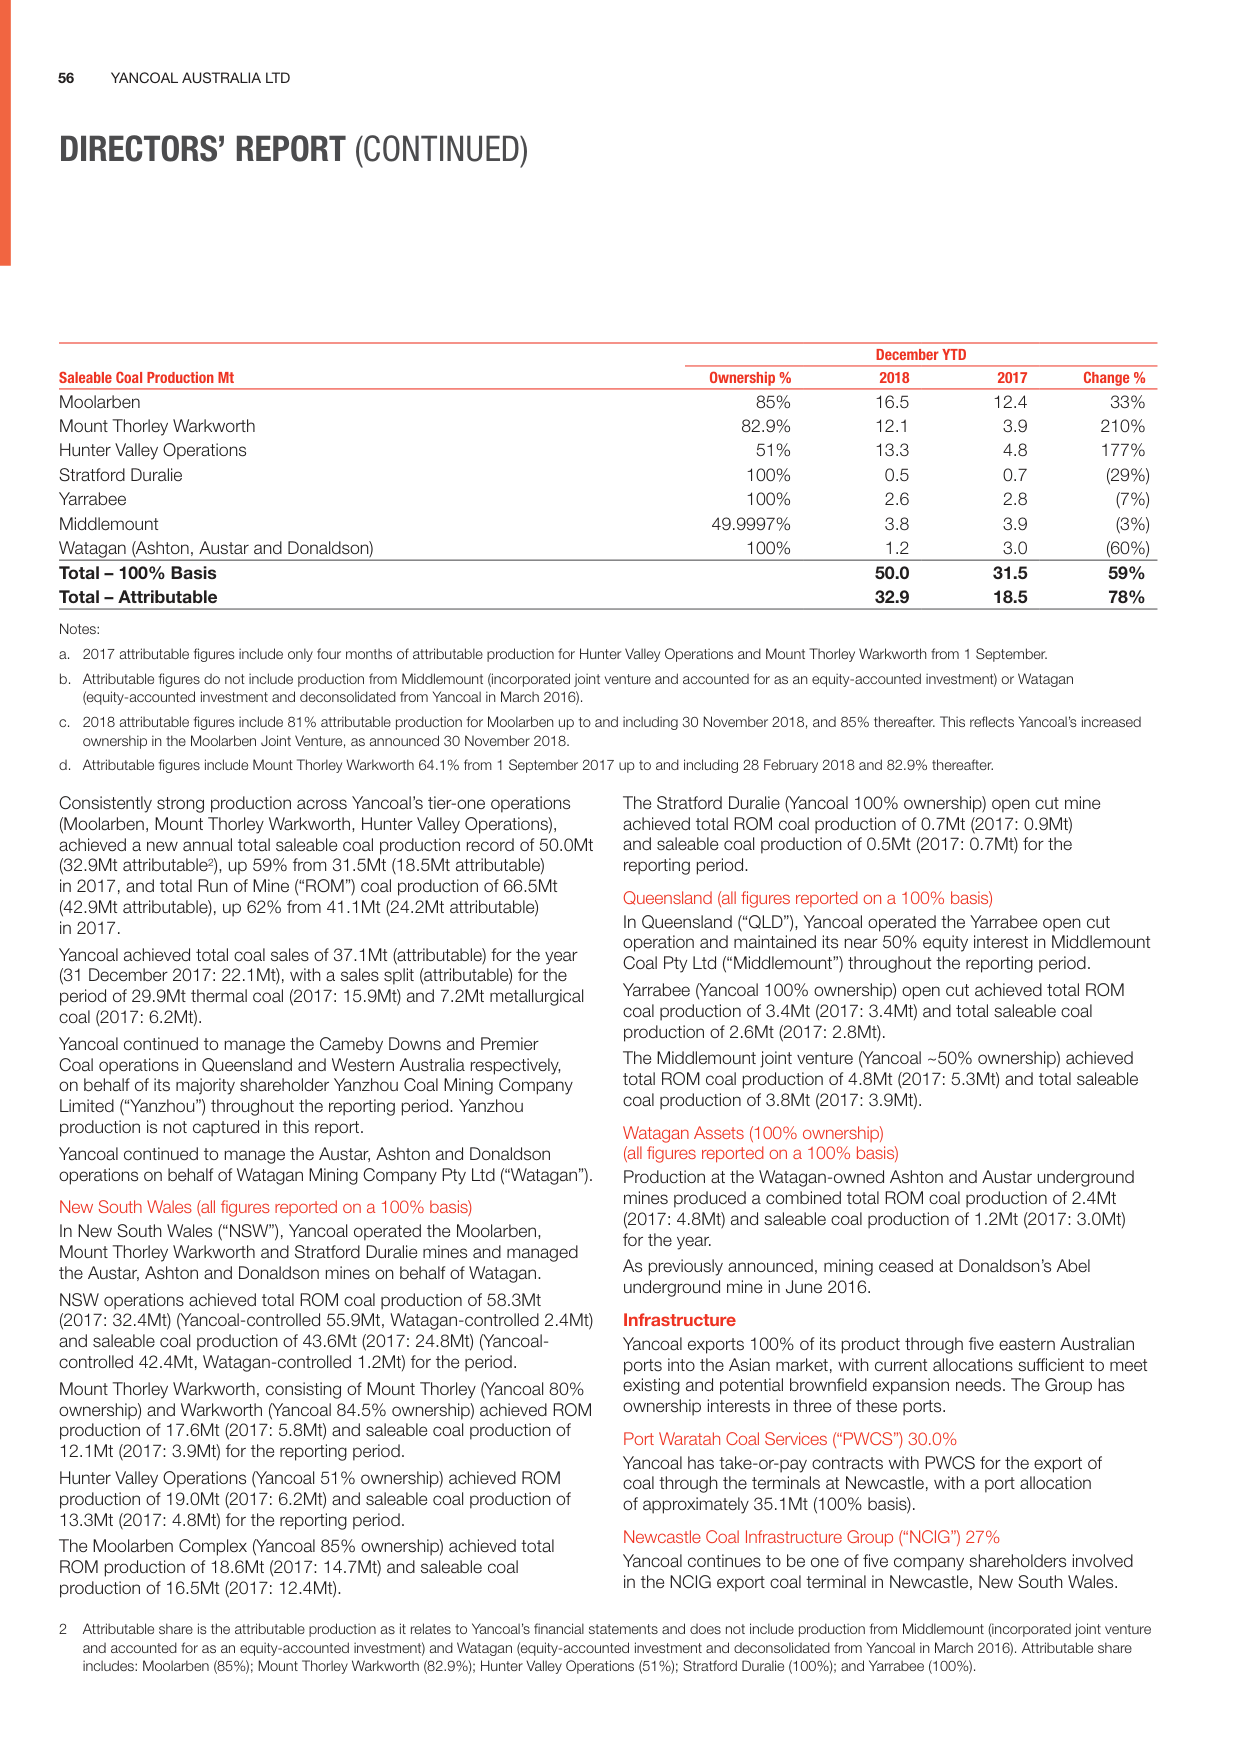 56 YANCOAL AUSTRALIA LTD
DIRECTORS’ REPORT (CONTINUED)
December YTD
Saleable Coal Production Mt Ownership % 2018 2017 Change %
Moolarben 85% 16.5 12.4 33%
Mount Thorley Warkworth 82.9% 12.1 3.9 210%
Hunter Valley Operations 51% 13.3 4.8 177%
Stratford Duralie 100% 0.5 0.7 (29%)
Yarrabee 100% 2.6 2.8 (7%)
Middlemount 49.9997% 3.8 3.9 (3%)
Watagan (Ashton, Austar and Donaldson) 100% 1.2 3.0 (60%)
Total – 100% Basis 50.0 31.5 59%
Total – Attributable 32.9 18.5 78%
Notes:
a. 2017 attributable figures include only four months of attributable production for Hunter Valley Operations and Mount Thorley Warkworth from 1 September.
b. Attributable figures do not include production from Middlemount (incorporated joint venture and accounted for as an equity-accounted investment) or Watagan
(equity-accounted investment and deconsolidated from Yancoal in March 2016).
c. 2018 attributable figures include 81% attributable production for Moolarben up to and including 30 November 2018, and 85% thereafter. This reflects Yancoal’s increased
ownership in the Moolarben Joint Venture, as announced 30 November 2018.
d. Attributable figures include Mount Thorley Warkworth 64.1% from 1 September 2017 up to and including 28 February 2018 and 82.9% thereafter.
Consistently strong production across Yancoal’s tier-one operations
(Moolarben, Mount Thorley Warkworth, Hunter Valley Operations),
achieved a new annual total saleable coal production record of 50.0Mt
(32.9Mt attributable²), up 59% from 31.5Mt (18.5Mt attributable)
in 2017, and total Run of Mine (“ROM”) coal production of 66.5Mt
(42.9Mt attributable), up 62% from 41.1Mt (24.2Mt attributable)
in 2017.
Yancoal achieved total coal sales of 37.1Mt (attributable) for the year
(31 December 2017: 22.1Mt), with a sales split (attributable) for the
period of 29.9Mt thermal coal (2017: 15.9Mt) and 7.2Mt metallurgical
coal (2017: 6.2Mt).
Yancoal continued to manage the Cameby Downs and Premier
Coal operations in Queensland and Western Australia respectively,
on behalf of its majority shareholder Yanzhou Coal Mining Company
Limited (“Yanzhou”) throughout the reporting period. Yanzhou
production is not captured in this report.
Yancoal continued to manage the Austar, Ashton and Donaldson
operations on behalf of Watagan Mining Company Pty Ltd (“Watagan”).
New South Wales (all figures reported on a 100% basis)
In New South Wales (“NSW”), Yancoal operated the Moolarben,
Mount Thorley Warkworth and Stratford Duralie mines and managed
the Austar, Ashton and Donaldson mines on behalf of Watagan.
NSW operations achieved total ROM coal production of 58.3Mt
(2017: 32.4Mt) (Yancoal-controlled 55.9Mt, Watagan-controlled 2.4Mt)
and saleable coal production of 43.6Mt (2017: 24.8Mt) (Yancoal-
controlled 42.4Mt, Watagan-controlled 1.2Mt) for the period.
Mount Thorley Warkworth, consisting of Mount Thorley (Yancoal 80%
ownership) and Warkworth (Yancoal 84.5% ownership) achieved ROM
production of 17.6Mt (2017: 5.8Mt) and saleable coal production of
12.1Mt (2017: 3.9Mt) for the reporting period.
Hunter Valley Operations (Yancoal 51% ownership) achieved ROM
production of 19.0Mt (2017: 6.2Mt) and saleable coal production of
13.3Mt (2017: 4.8Mt) for the reporting period.
The Moolarben Complex (Yancoal 85% ownership) achieved total
ROM production of 18.6Mt (2017: 14.7Mt) and saleable coal
production of 16.5Mt (2017: 12.4Mt).
The Stratford Duralie (Yancoal 100% ownership) open cut mine
achieved total ROM coal production of 0.7Mt (2017: 0.9Mt)
and saleable coal production of 0.5Mt (2017: 0.7Mt) for the
reporting period.
Queensland (all figures reported on a 100% basis)
In Queensland (“QLD”), Yancoal operated the Yarrabee open cut
operation and maintained its near 50% equity interest in Middlemount
Coal Pty Ltd (“Middlemount”) throughout the reporting period.
Yarrabee (Yancoal 100% ownership) open cut achieved total ROM
coal production of 3.4Mt (2017: 3.4Mt) and total saleable coal
production of 2.6Mt (2017: 2.8Mt).
The Middlemount joint venture (Yancoal ~50% ownership) achieved
total ROM coal production of 4.8Mt (2017: 5.3Mt) and total saleable
coal production of 3.8Mt (2017: 3.9Mt).
Watagan Assets (100% ownership)
(all figures reported on a 100% basis)
Production at the Watagan-owned Ashton and Austar underground
mines produced a combined total ROM coal production of 2.4Mt
(2017: 4.8Mt) and saleable coal production of 1.2Mt (2017: 3.0Mt)
for the year.
As previously announced, mining ceased at Donaldson’s Abel
underground mine in June 2016.
Infrastructure
Yancoal exports 100% of its product through five eastern Australian
ports into the Asian market, with current allocations sufficient to meet
existing and potential brownfield expansion needs. The Group has
ownership interests in three of these ports.
Port Waratah Coal Services (“PWCS”) 30.0%
Yancoal has take-or-pay contracts with PWCS for the export of
coal through the terminals at Newcastle, with a port allocation
of approximately 35.1Mt (100% basis).
Newcastle Coal Infrastructure Group (“NCIG”) 27%
Yancoal continues to be one of five company shareholders involved
in the NCIG export coal terminal in Newcastle, New South Wales.
2 Attributable share is the attributable production as it relates to Yancoal’s financial statements and does not include production from Middlemount (incorporated joint venture
and accounted for as an equity-accounted investment) and Watagan (equity-accounted investment and deconsolidated from Yancoal in March 2016). Attributable share
includes: Moolarben (85%); Mount Thorley Warkworth (82.9%); Hunter Valley Operations (51%); Stratford Duralie (100%); and Yarrabee (100%).